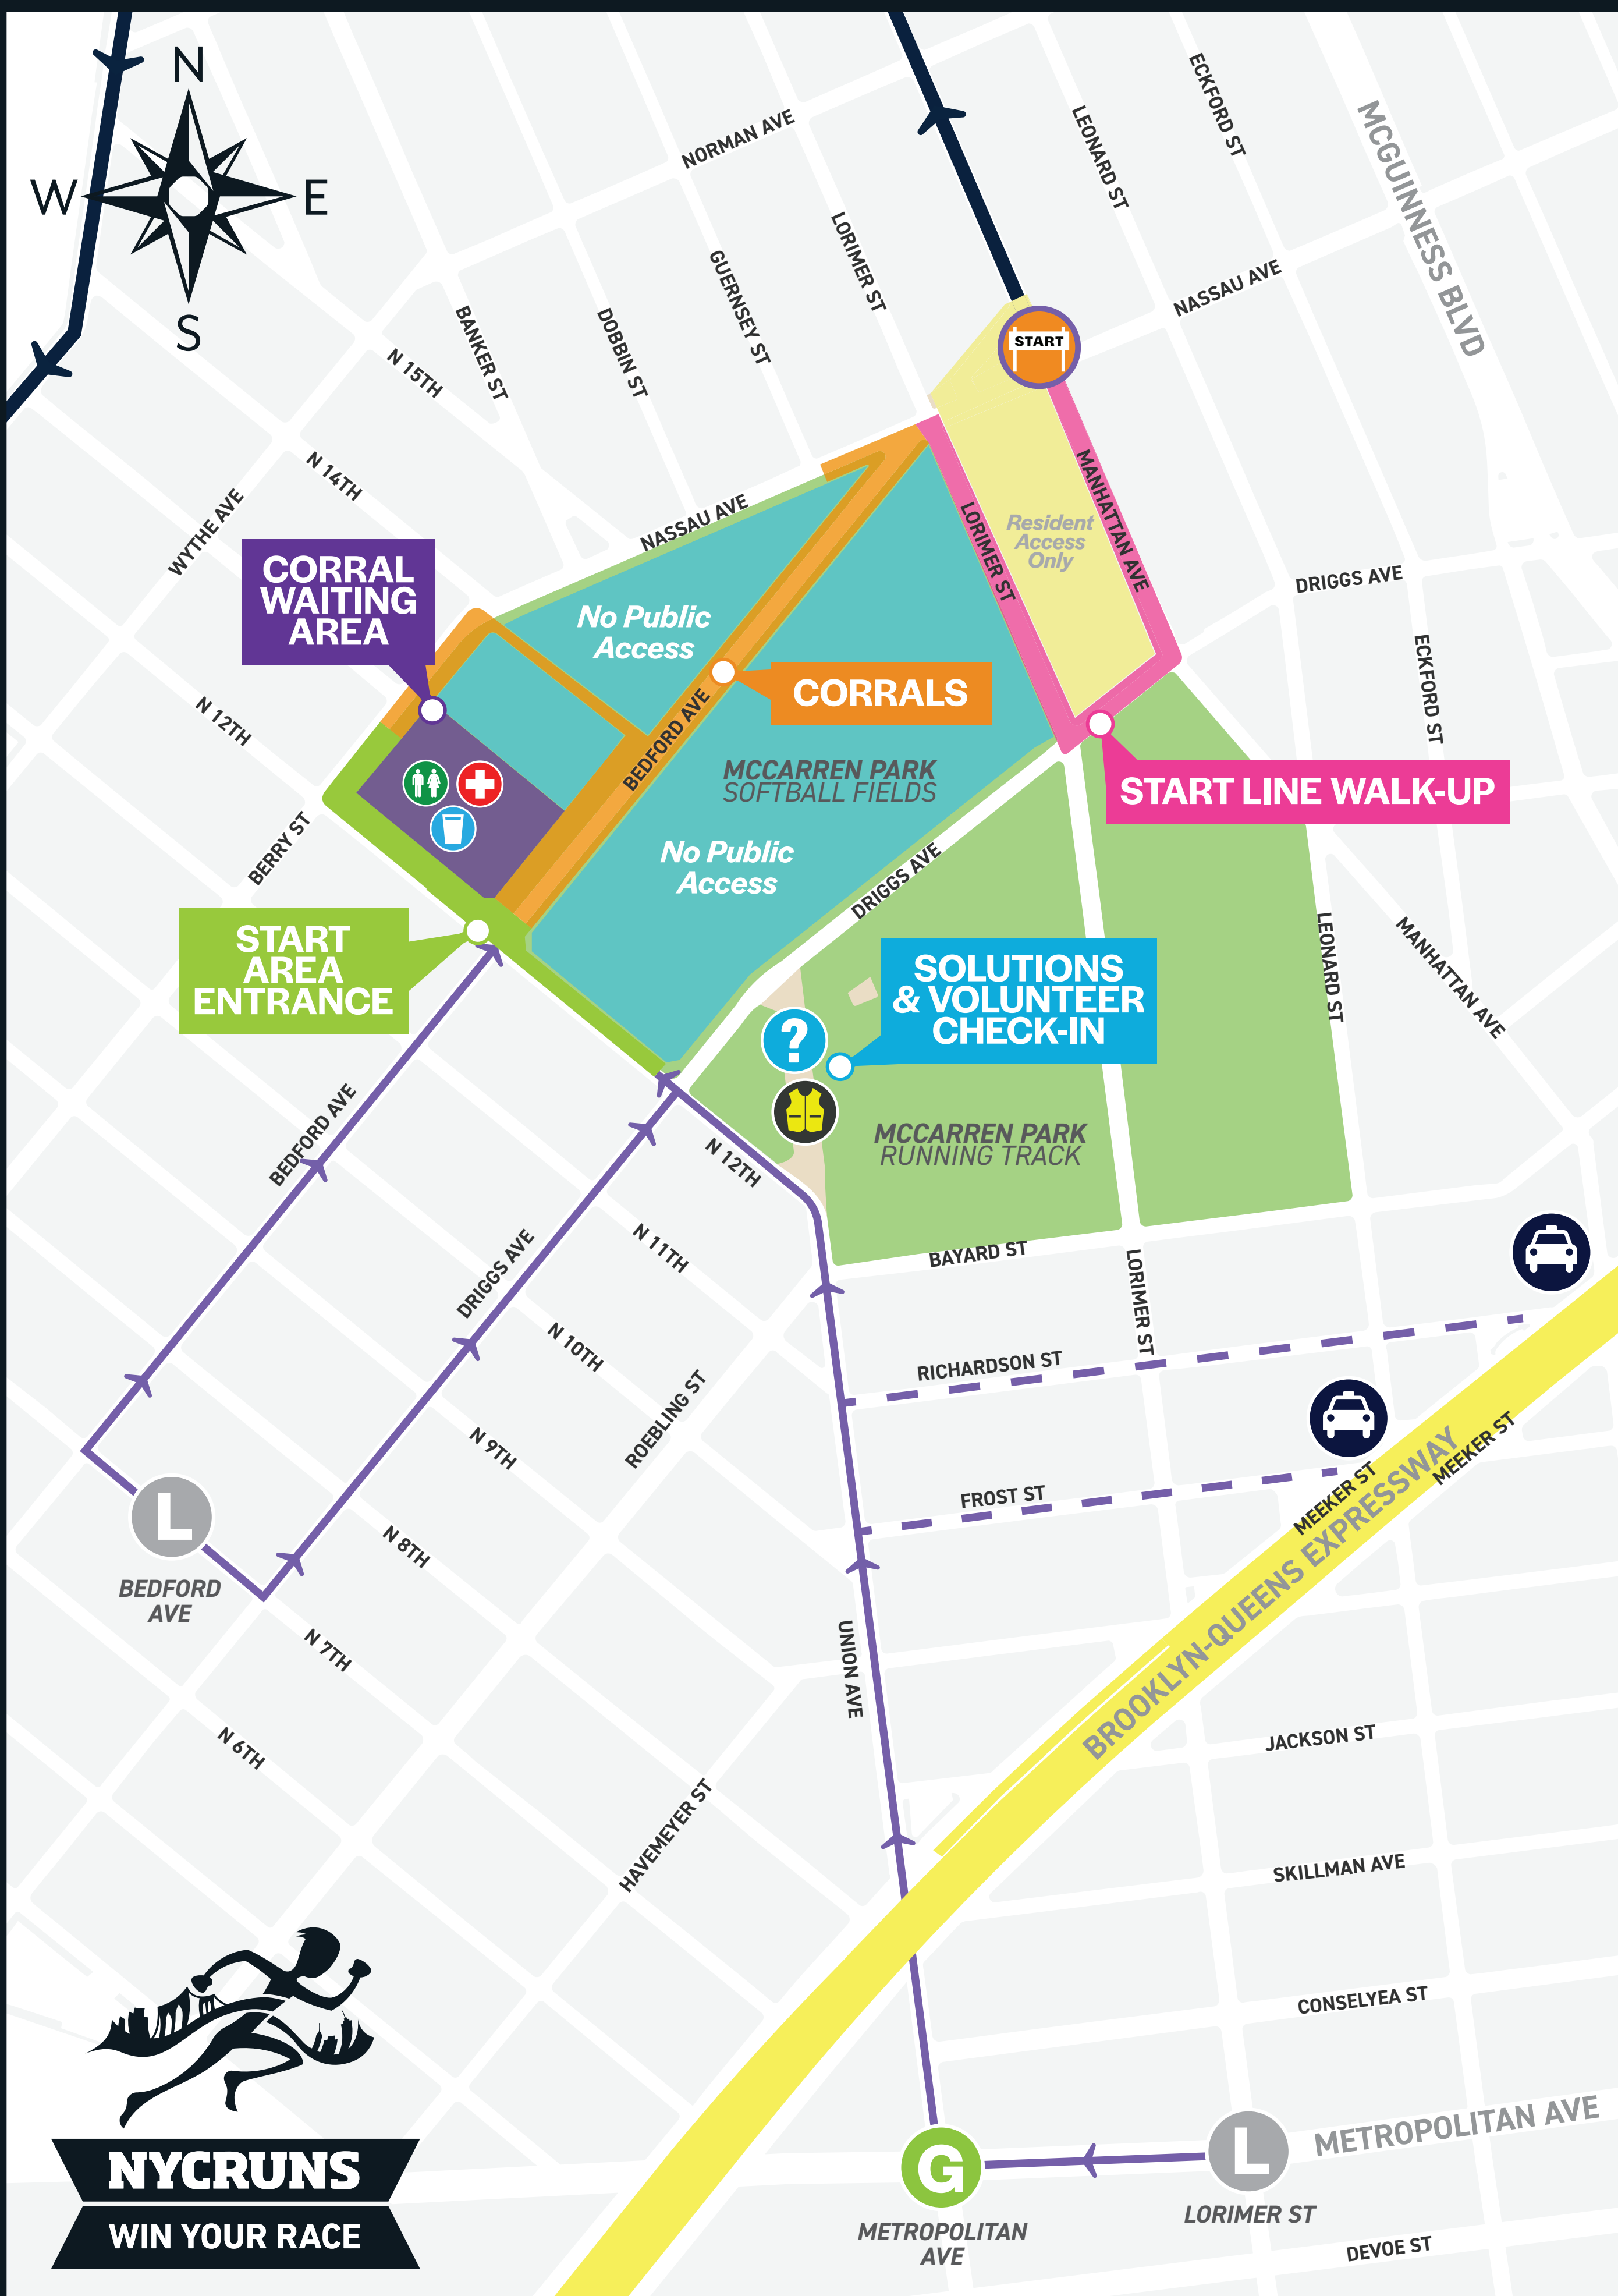 N
W
E
S
NORMAN AVE
LEONARD ST
ECKFORD ST
MCGUINNESS BLVD
LORIMER ST
GUERNSEY ST
DOBBIN ST
BANKER ST
N 15TH
NASSAU AVE
START
N 14TH
WYTHE AVE
NASSAU AVE
MANHATTAN AVE
LORIMER ST
Resident
Access
Only
DRIGGS AVE
CORRAL
WAITING
AREA
No Public
Access
CORRALS
ECKFORD ST
N 12TH
BEDFORD AVE
MCCARREN PARK
SOFTBALL FIELDS
START LINE WALK-UP
BERRY ST
No Public
Access
DRIGGS AVE
START
AREA
ENTRANCE
SOLUTIONS
& VOLUNTEER
CHECK-IN
LEONARD ST
MANHATTAN AVE
?
BEDFORD AVE
N 12TH
MCCARREN PARK
RUNNING TRACK
DRIGGS AVE
N 11TH
BAYARD ST
LORIMER ST
N 10TH
RICHARDSON ST
ROEBLING ST
N 9TH
FROST ST
MEEKER ST
MEEKER ST
BROOKLYN-QUEENS EXPRESSWAY
L
BEDFORD
AVE
N 8TH
N 7TH
UNION AVE
N 6TH
JACKSON ST
HAVEMEYER ST
SKILLMAN AVE
CONSELYEA ST
METROPOLITAN AVE
G
METROPOLITAN
AVE
L
LORIMER ST
DEVOE ST
NYCRUNS
WIN YOUR RACE